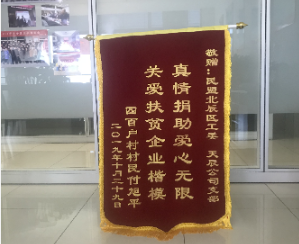 敬赠：民盟北辰区工委
天辰公司支部
真情捐助爱心无限
关爱扶贫企业楷模
四百户村村民付旭平
二〇一九年十月二十九日